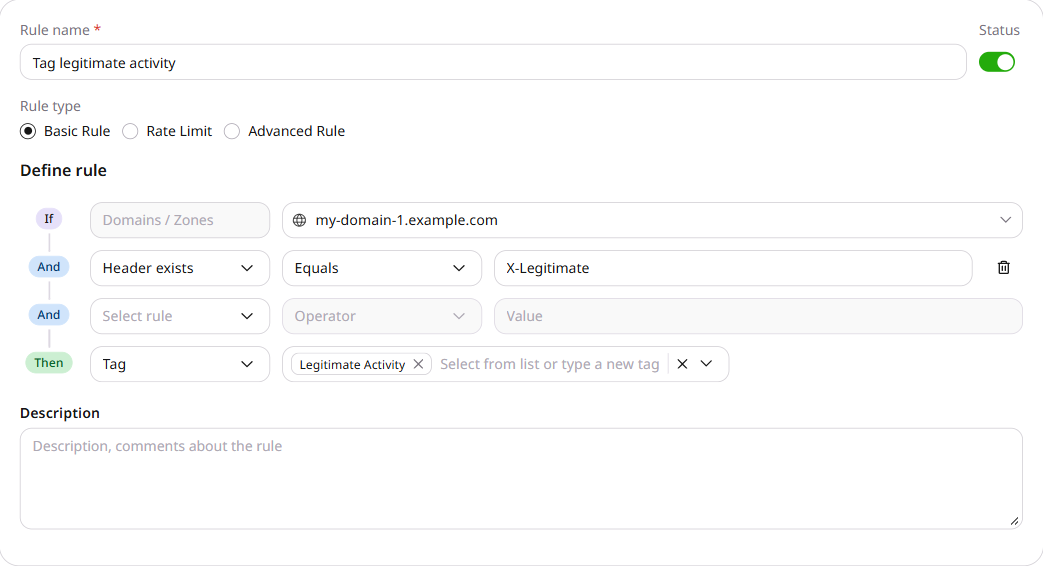 Rule name *
Status
Tag legitimate activity
Rule type
Basic Rule Rate Limit Advanced Rule
Define rule
If Domains / Zones my-domain-1.example.com
And Header exists Equals X-Legitimate
And Select rule Operator Value
Then Tag Legitimate Activity Select from list or type a new tag
Description
Description, comments about the rule